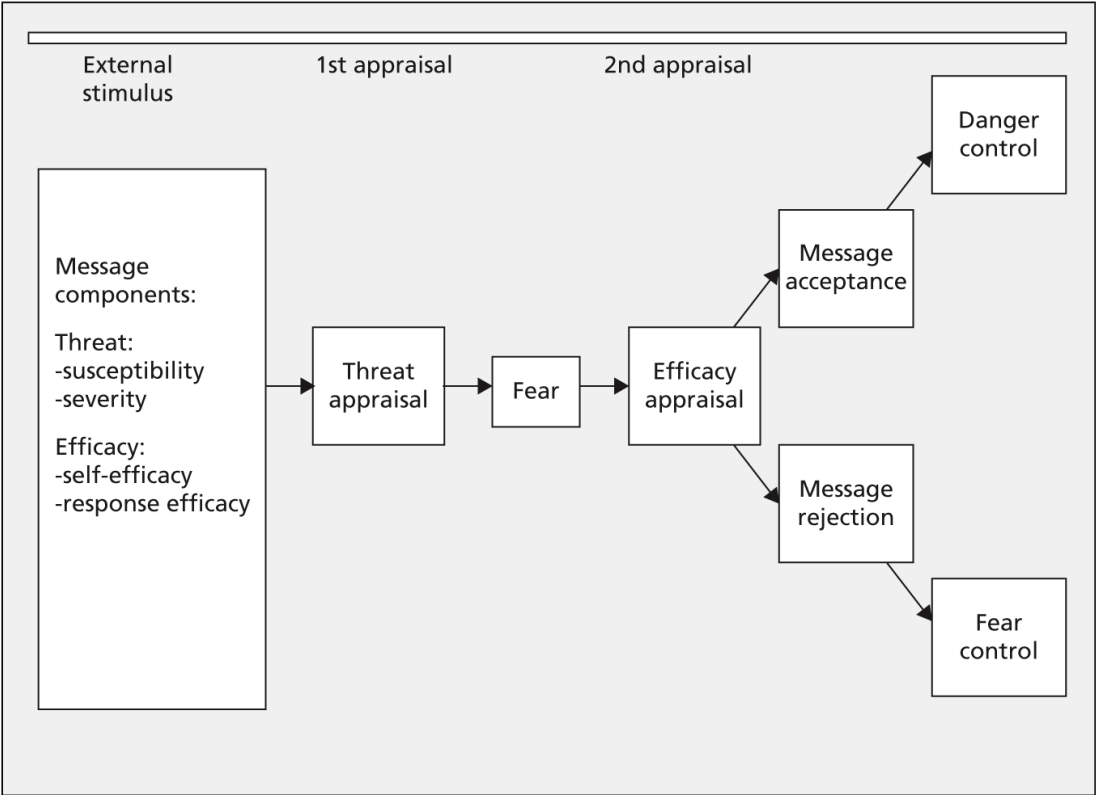 External
stimulus
1st appraisal
2nd appraisal
Message
components:
Threat:
-susceptibility
-severity
Efficacy:
-self-efficacy
-response efficacy
Threat
appraisal
Fear
Efficacy
appraisal
Message
acceptance
Danger
control
Message
rejection
Fear
control